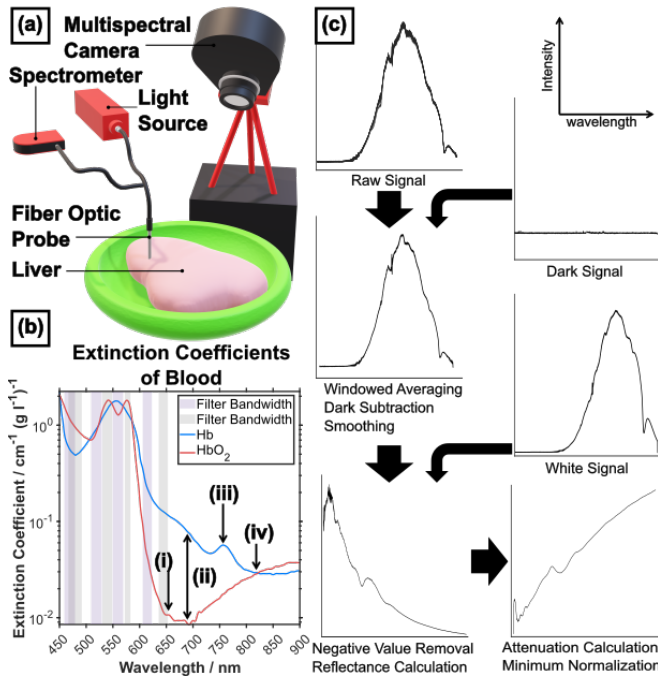 (a)
Multispectral
Camera
Spectrometer
Light
Source
Fiber Optic
Probe
Liver
(b)
Extinction Coefficients
of Blood
Extinction Coefficient / cm⁻¹ (g l⁻¹)⁻¹
10⁰
10⁻¹
10⁻²
Filter Bandwidth
Filter Bandwidth
Hb
HbO₂
(i)
(ii)
(iii)
(iv)
450 500 550 600 650 700 750 800 850 900
Wavelength / nm
(c)
Intensity
wavelength
Raw Signal
Dark Signal
Windowed Averaging
Dark Subtraction
Smoothing
White Signal
Negative Value Removal
Reflectance Calculation
Attenuation Calculation
Minimum Normalization